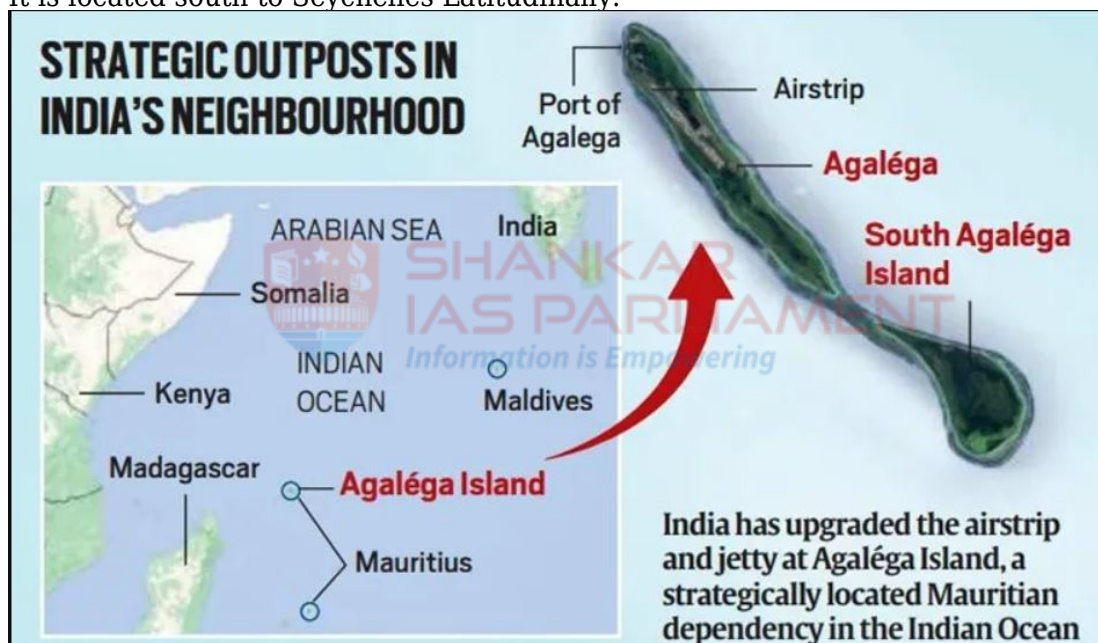 It is located south to Seychelles Latitudinally.
STRATEGIC OUTPOSTS IN
INDIA'S NEIGHBOURHOOD
Port of
Agalega
Airstrip
Agaléga
South Agaléga
Island
ARABIAN SEA
India
Somalia
INDIAN
OCEAN
Kenya
Maldives
Madagascar
Agaléga Island
Mauritius
SHANKAR
IAS PARLIAMENT
Information is Empowering
India has upgraded the airstrip
and jetty at Agaléga Island, a
strategically located Mauritian
dependency in the Indian Ocean